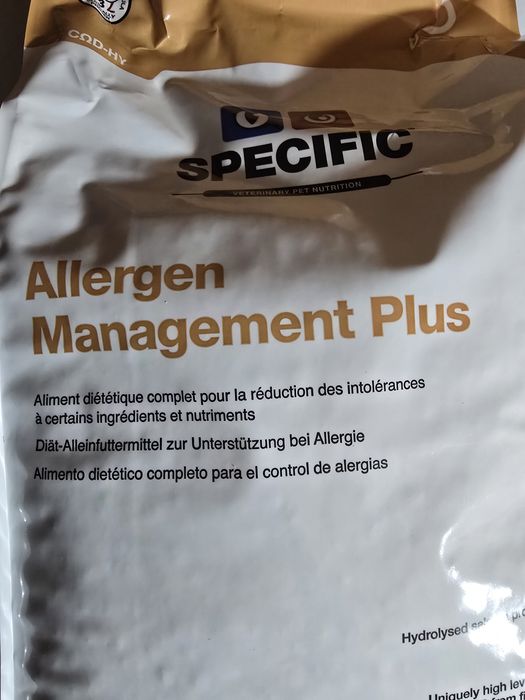 CΩD-HY
SPECIFIC
VETERINARY PET NUTRITION
Allergen
Management Plus
Aliment diététique complet pour la réduction des intolérances
à certains ingrédients et nutriments
Diät-Alleinfuttermittel zur Unterstützung bei Allergie
Alimento dietético completo para el control de alergias
Hydrolysed
Uniquely high